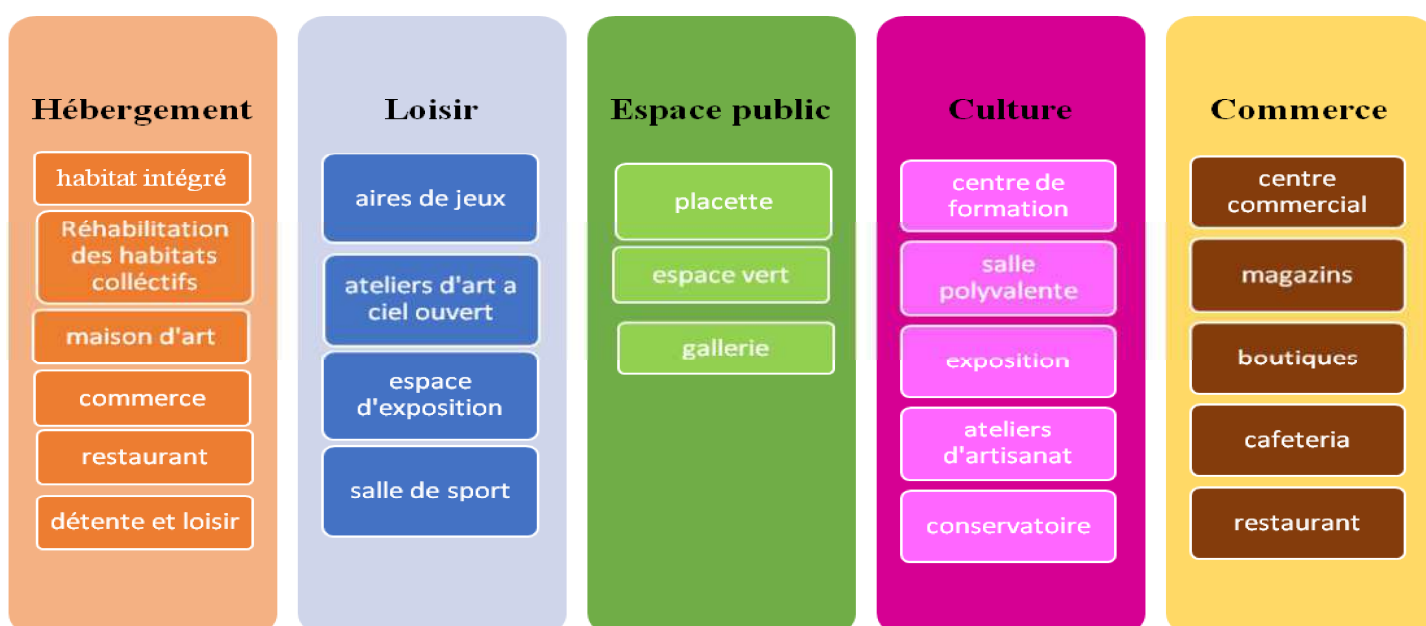 Hébergement
habitat intégré
Réhabilitation
des habitats
colléctifs
maison d'art
commerce
restaurant
détente et loisir
Loisir
aires de jeux
ateliers d'art a
ciel ouvert
espace
d'exposition
salle de sport
Espace public
placette
espace vert
gallerie
Culture
centre de
formation
salle
polyvalente
exposition
ateliers
d'artisanat
conservatoire
Commerce
centre
commercial
magazins
boutiques
cafeteria
restaurant